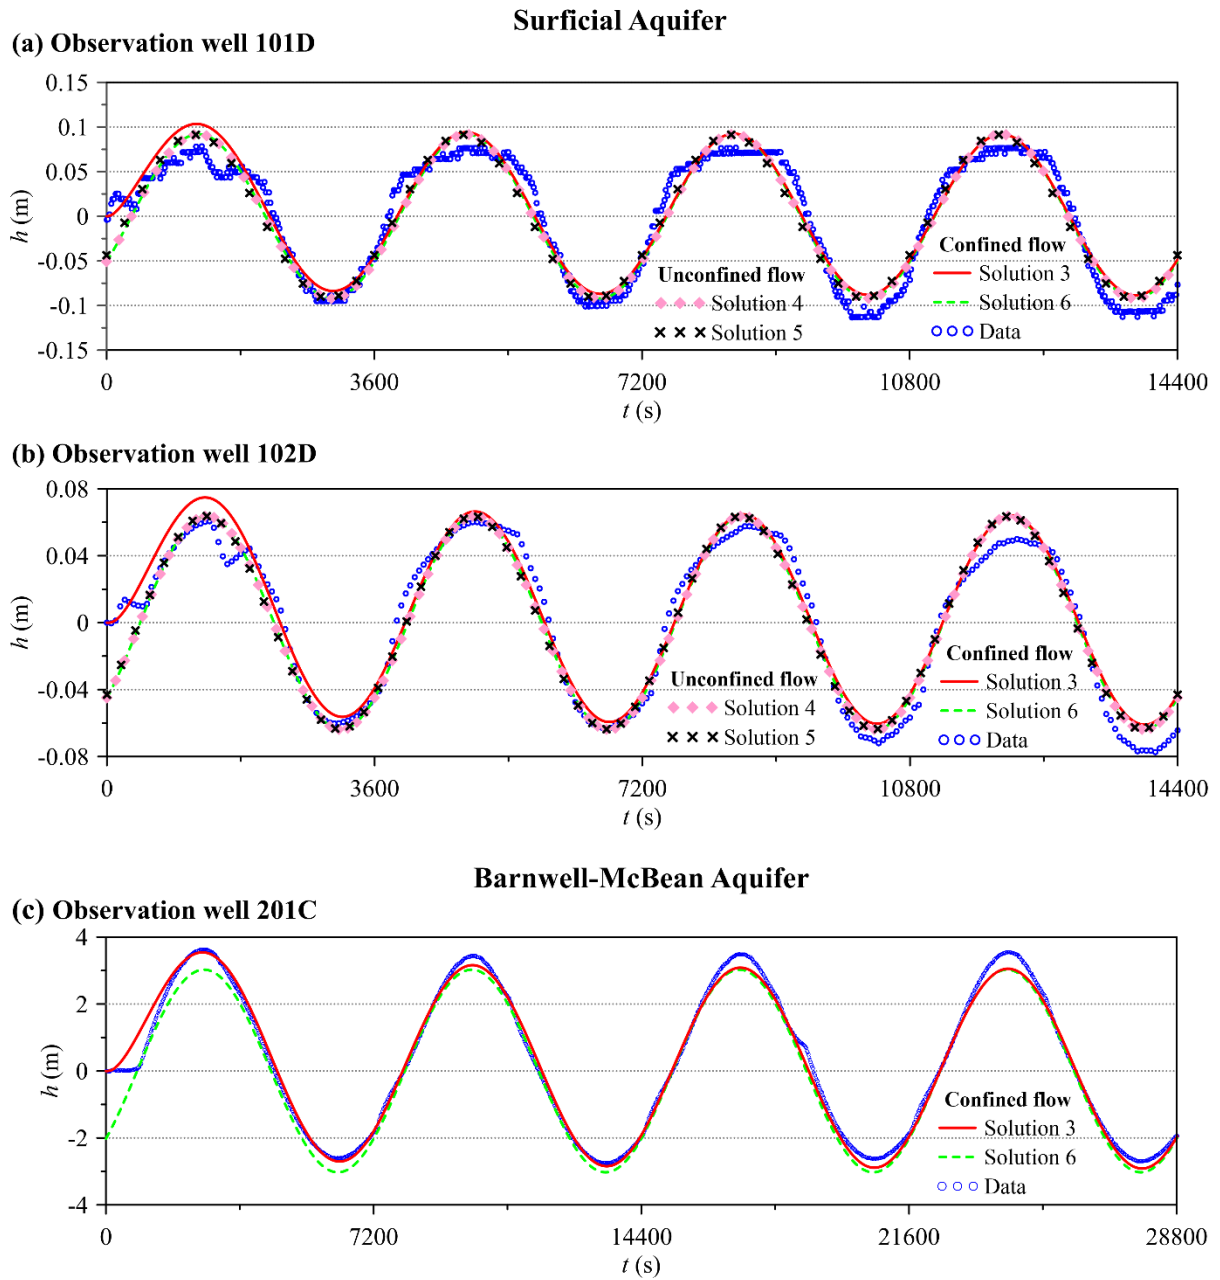 Surficial Aquifer
(a) Observation well 101D
0.15
0.1
0.05
0
-0.05
-0.1
-0.15
h (m)
Unconfined flow
Solution 4
Solution 5
Confined flow
Solution 3
Solution 6
Data
0 3600 7200 10800 14400
t (s)
(b) Observation well 102D
0.08
0.04
0
-0.04
-0.08
h (m)
Unconfined flow
Solution 4
Solution 5
Confined flow
Solution 3
Solution 6
Data
0 3600 7200 10800 14400
t (s)
Barnwell-McBean Aquifer
(c) Observation well 201C
4
2
0
-2
-4
h (m)
Confined flow
Solution 3
Solution 6
Data
0 7200 14400 21600 28800
t (s)